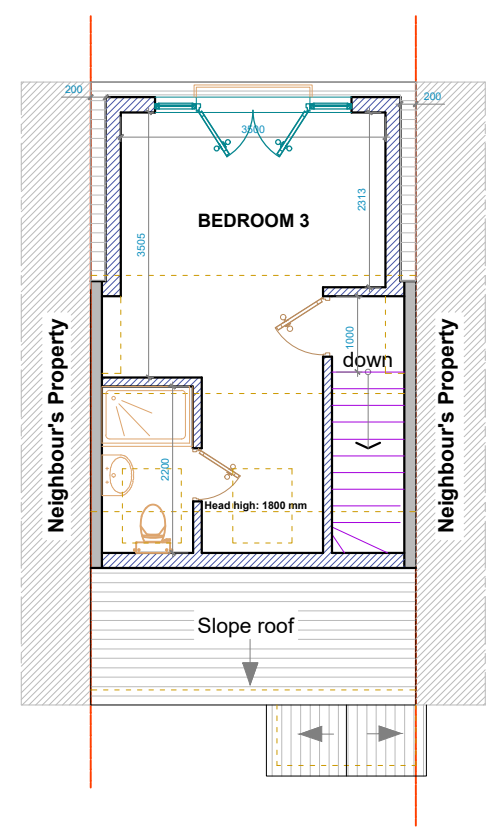 200
200
3500
2313
BEDROOM 3
3505
1000
down
Neighbour's Property
Neighbour's Property
2200
Head high: 1800 mm
Slope roof